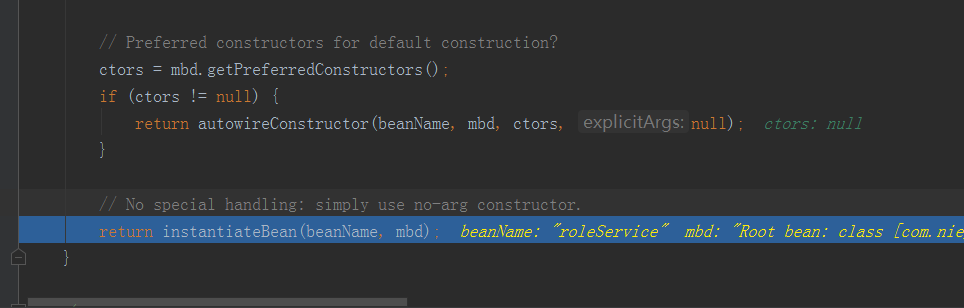 // Preferred constructors for default construction?
ctors = mbd.getPreferredConstructors();
if (ctors != null) {
return autowireConstructor(beanName, mbd, ctors, explicitArgs: null); ctors: null
}
// No special handling: simply use no-arg constructor.
return instantiateBean(beanName, mbd); beanName: "roleService" mbd: "Root bean: class [com.nie
}